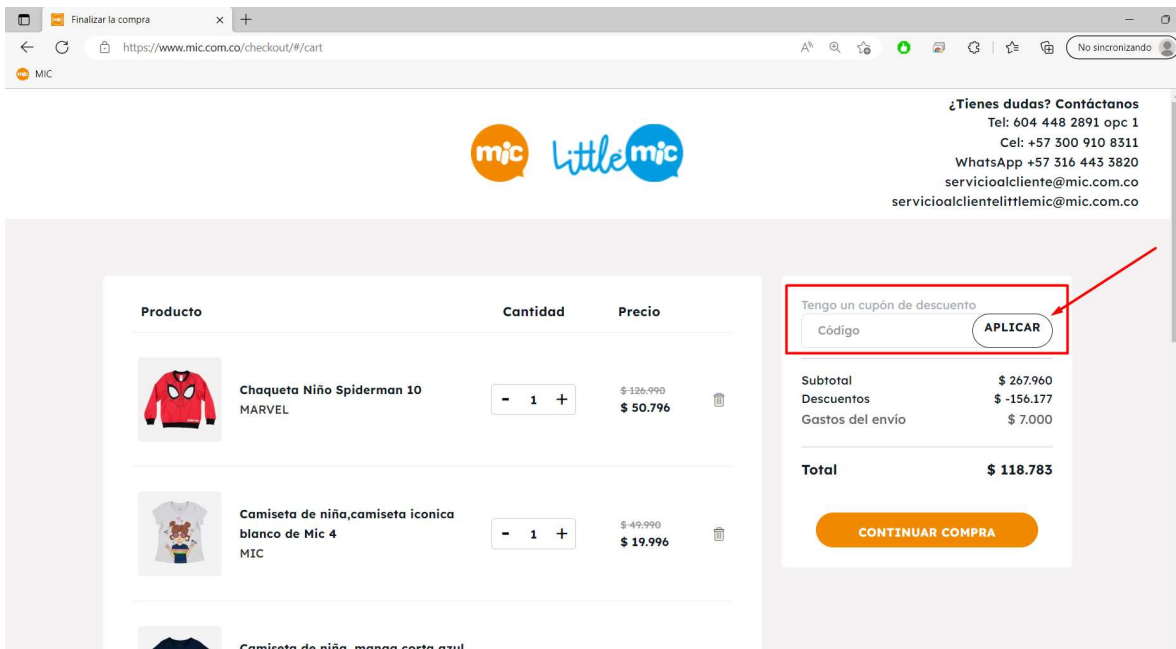 Finalizar la compra
https://www.mic.com.co/checkout/#/cart
No sincronizando
MIC
¿Tienes dudas? Contáctanos
Tel: 604 448 2891 opc 1
Cel: +57 300 910 8311
WhatsApp +57 316 443 3820
servicioalcliente@mic.com.co
servicioalclientelittlemic@mic.com.co
mic Little mic
Producto Cantidad Precio
Chaqueta Niño Spiderman 10
MARVEL
- 1 +
$ 126.990
$ 50.796
Camiseta de niña,camiseta iconica
blanco de Mic 4
MIC
- 1 +
$ 49.990
$ 19.996
Camiseta de niña, manga corta azul
Tengo un cupón de descuento
Código APLICAR
Subtotal $ 267.960
Descuentos $ -156.177
Gastos del envío $ 7.000
Total $ 118.783
CONTINUAR COMPRA